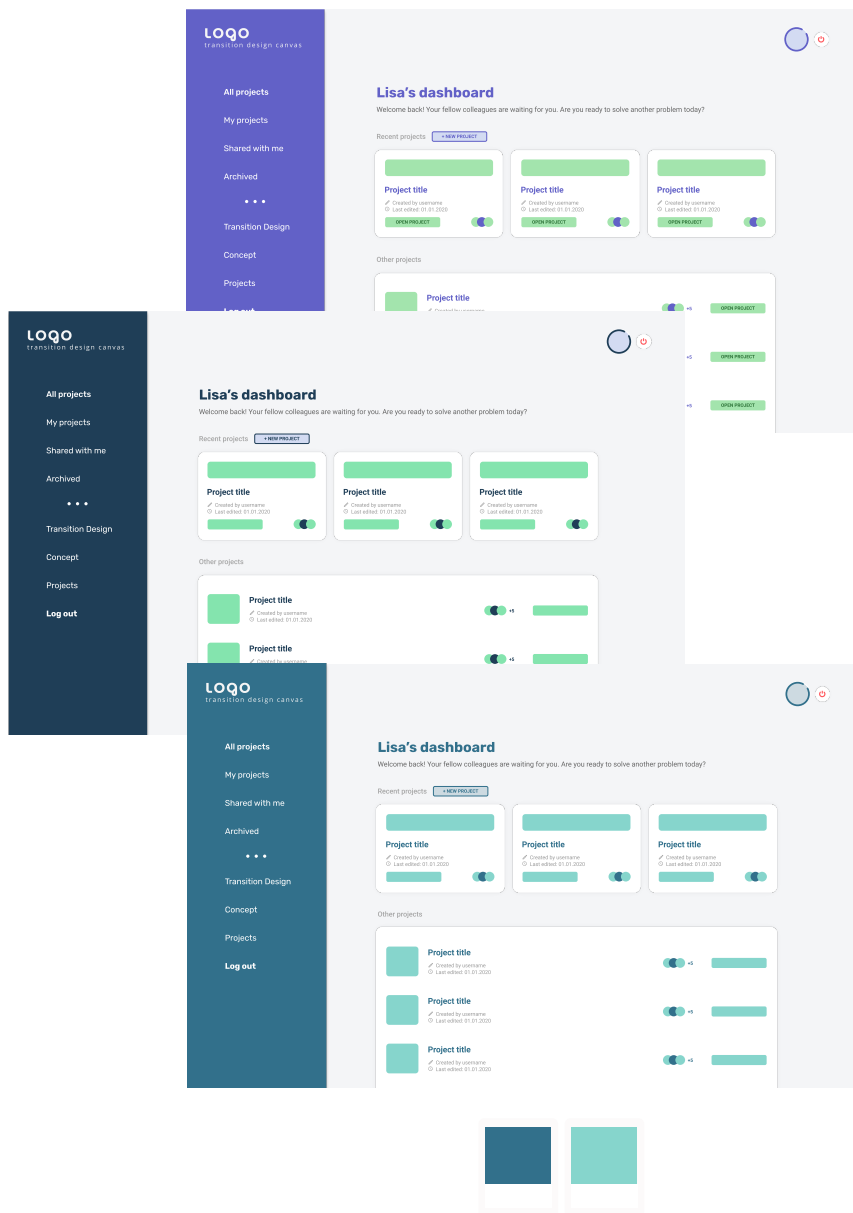 LOGO
transition design canvas
All projects
My projects
Shared with me
Archived
Transition Design
Concept
Projects
Log out
Lisa's dashboard
Welcome back! Your fellow colleagues are waiting for you. Are you ready to solve another problem today?
Recent projects + NEW PROJECT
Project title Project title Project title
Created by username Created by username Created by username
Last edited: 01.01.2020 Last edited: 01.01.2020 Last edited: 01.01.2020
OPEN PROJECT OPEN PROJECT OPEN PROJECT
Other projects
Project title
Created by username
+5 OPEN PROJECT
+5 OPEN PROJECT
+5 OPEN PROJECT
LOGO
transition design canvas
All projects
My projects
Shared with me
Archived
Transition Design
Concept
Projects
Log out
Lisa's dashboard
Welcome back! Your fellow colleagues are waiting for you. Are you ready to solve another problem today?
Recent projects + NEW PROJECT
Project title Project title Project title
Created by username Created by username Created by username
Last edited: 01.01.2020 Last edited: 01.01.2020 Last edited: 01.01.2020
Other projects
Project title
Created by username +5
Last edited: 01.01.2020
Project title
Created by username +5
LOGO
transition design canvas
All projects
My projects
Shared with me
Archived
Transition Design
Concept
Projects
Log out
Lisa's dashboard
Welcome back! Your fellow colleagues are waiting for you. Are you ready to solve another problem today?
Recent projects + NEW PROJECT
Project title Project title Project title
Created by username Created by username Created by username
Last edited: 01.01.2020 Last edited: 01.01.2020 Last edited: 01.01.2020
Other projects
Project title
Created by username +5
Last edited: 01.01.2020
Project title
Created by username +5
Last edited: 01.01.2020
Project title
Created by username +5
Last edited: 01.01.2020